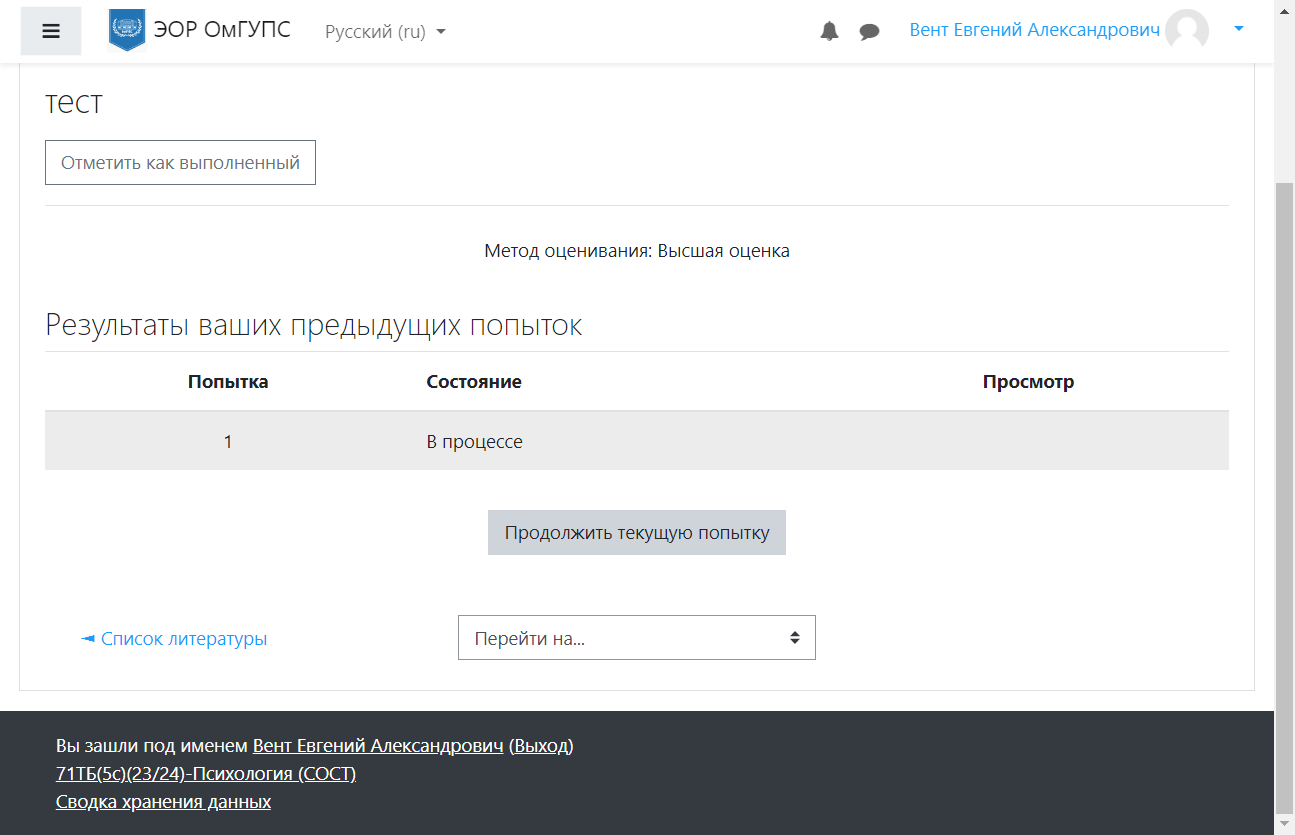 ЭОР ОмГУПС
Русский (ru)
Вент Евгений Александрович
тест
Отметить как выполненный
Метод оценивания: Высшая оценка
Результаты ваших предыдущих попыток
Попытка Состояние Просмотр
1 В процессе
Продолжить текущую попытку
◄ Список литературы
Перейти на...
Вы зашли под именем Вент Евгений Александрович (Выход)
71ТБ(5с)(23/24)-Психология (СОСТ)
Сводка хранения данных